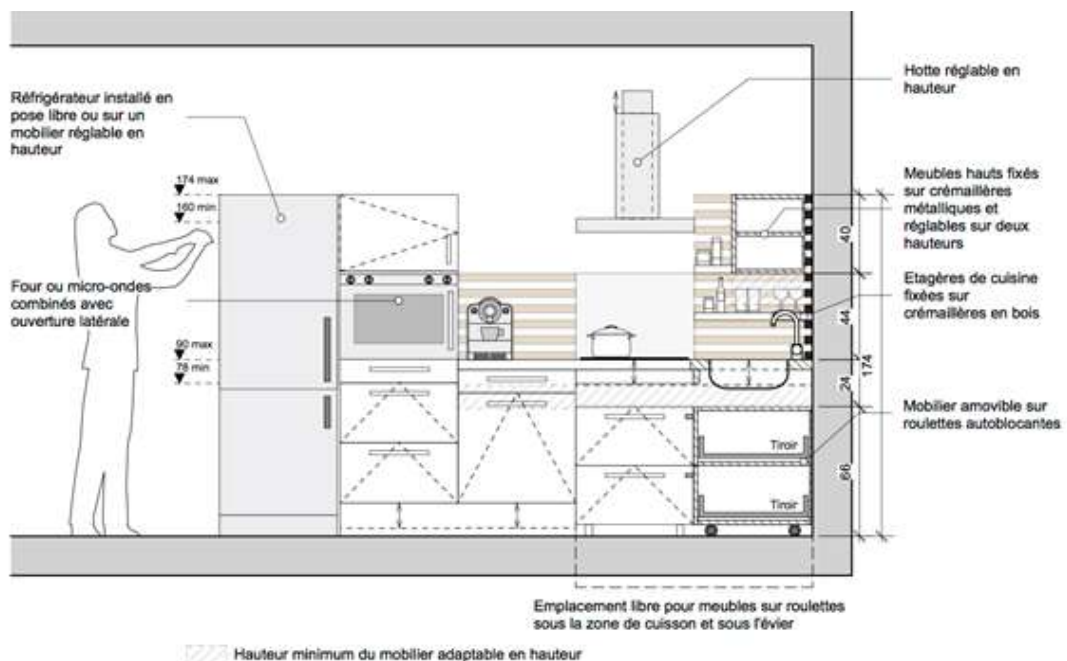 Réfrigérateur installé en
pose libre ou sur un
mobilier réglable en
hauteur
174 max
160 min
Four ou micro-ondes
combinés avec
ouverture latérale
90 max
78 min
Hotte réglable en
hauteur
Meubles hauts fixés
sur crémaillères
métalliques et
réglables sur deux
hauteurs
Etagères de cuisine
fixées sur
crémaillères en bois
Mobilier amovible sur
roulettes autoblocantes
40
44
24
66
174
Tiroir
Tiroir
Emplacement libre pour meubles sur roulettes
sous la zone de cuisson et sous l'évier
Hauteur minimum du mobilier adaptable en hauteur